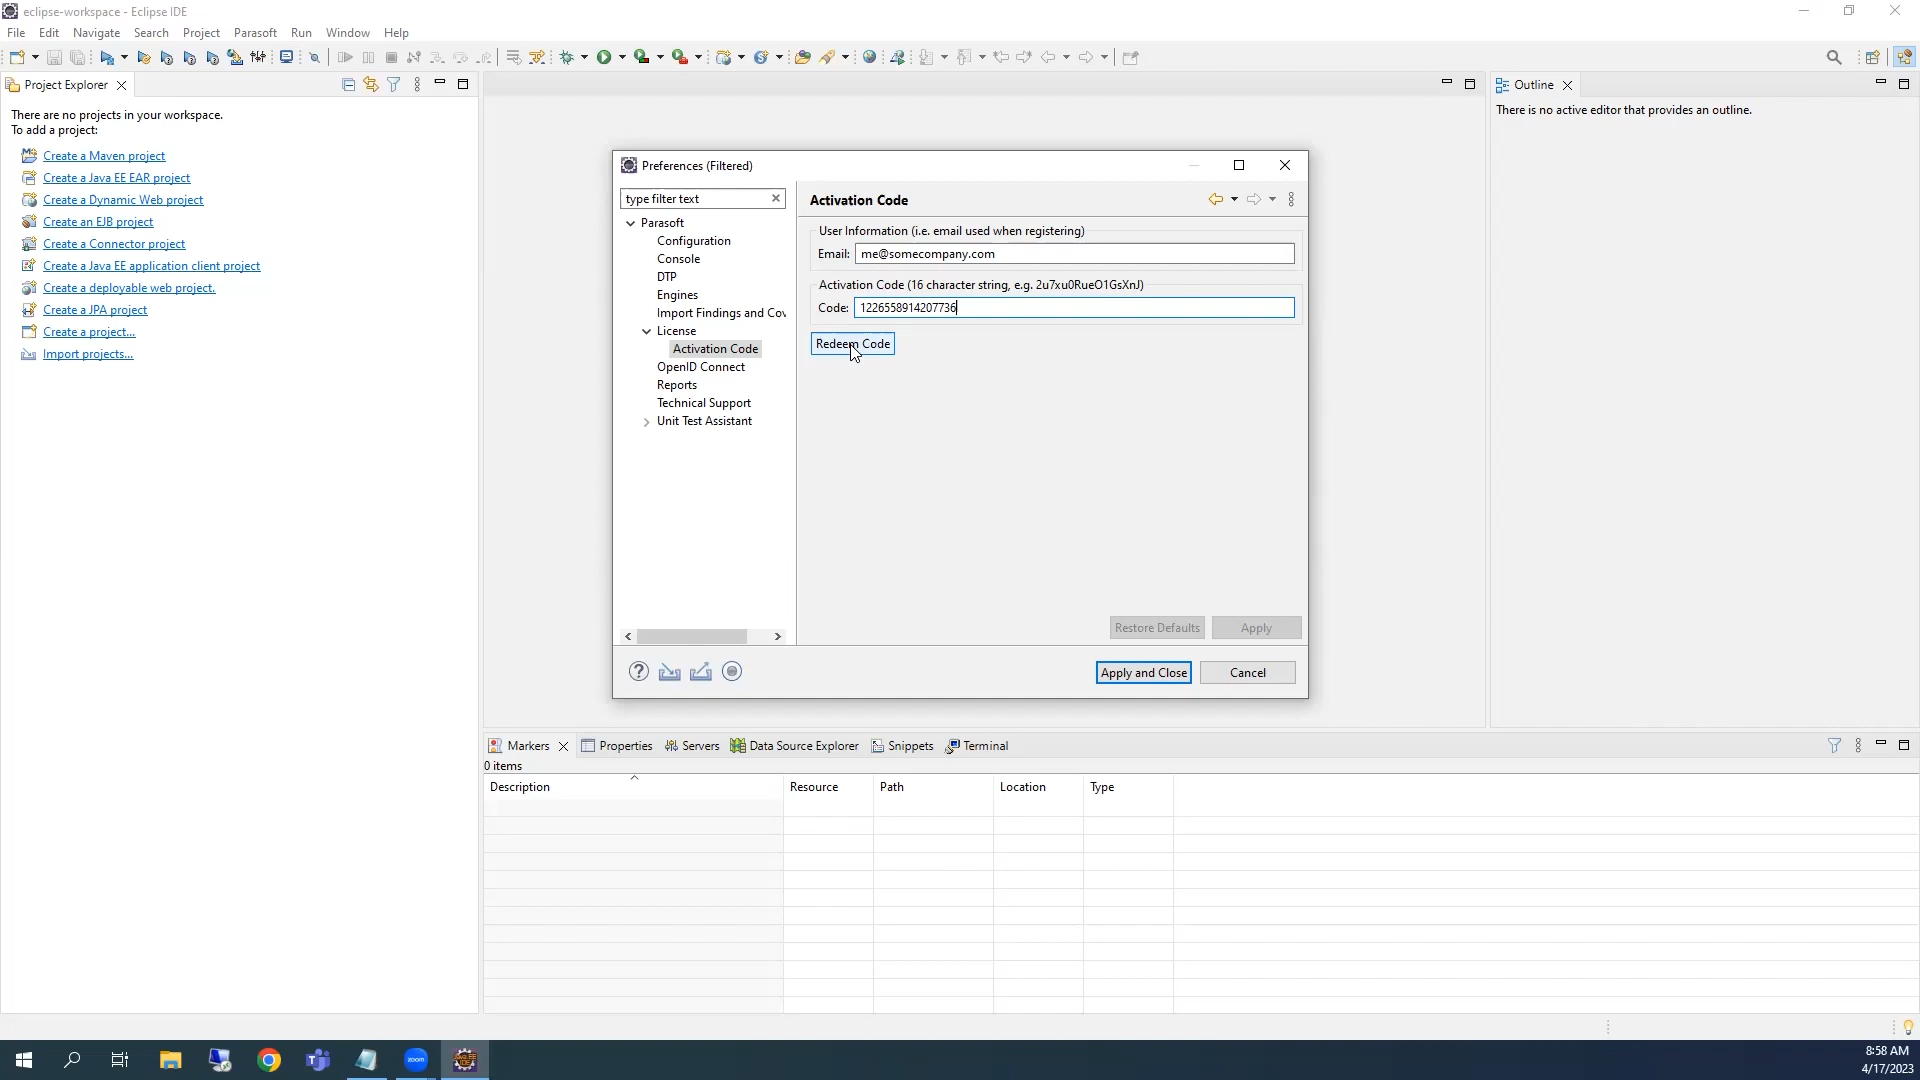 eclipse-workspace - Eclipse IDE
File Edit Navigate Search Project Parasoft Run Window Help
Project Explorer
There are no projects in your workspace.
To add a project:
Create a Maven project
Create a Java EE EAR project
Create a Dynamic Web project
Create an EJB project
Create a Connector project
Create a Java EE application client project
Create a deployable web project.
Create a JPA project
Create a project...
Import projects...
Preferences (Filtered)
type filter text
Parasoft
Configuration
Console
DTP
Engines
Import Findings and Cov
License
Activation Code
OpenID Connect
Reports
Technical Support
Unit Test Assistant
Activation Code
User Information (i.e. email used when registering)
Email: me@somecompany.com
Activation Code (16 character string, e.g. 2u7xu0RueO1GsXnJ)
Code: 1226558914207736
Redeem Code
Restore Defaults Apply
Apply and Close Cancel
Outline
There is no active editor that provides an outline.
Markers Properties Servers Data Source Explorer Snippets Terminal
0 items
Description Resource Path Location Type
zoom
8:58 AM
4/17/2023